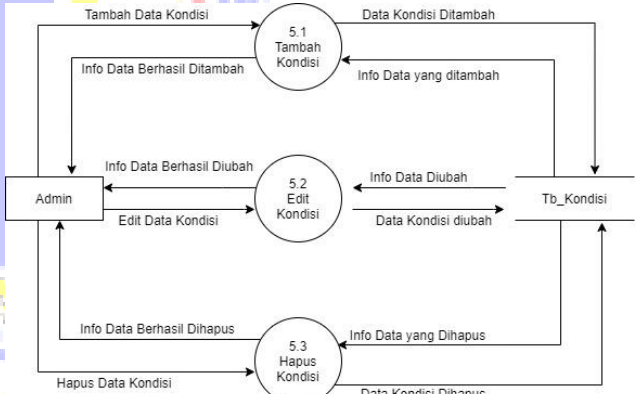 Tambah Data Kondisi
Data Kondisi Ditambah
5.1
Tambah
Kondisi
Info Data Berhasil Ditambah
Info Data yang ditambah
Info Data Berhasil Diubah
Info Data Diubah
5.2
Edit
Kondisi
Admin
Tb_Kondisi
Edit Data Kondisi
Data Kondisi diubah
Info Data Berhasil Dihapus
Info Data yang Dihapus
5.3
Hapus
Kondisi
Hapus Data Kondisi
Data Kondisi Dihapus